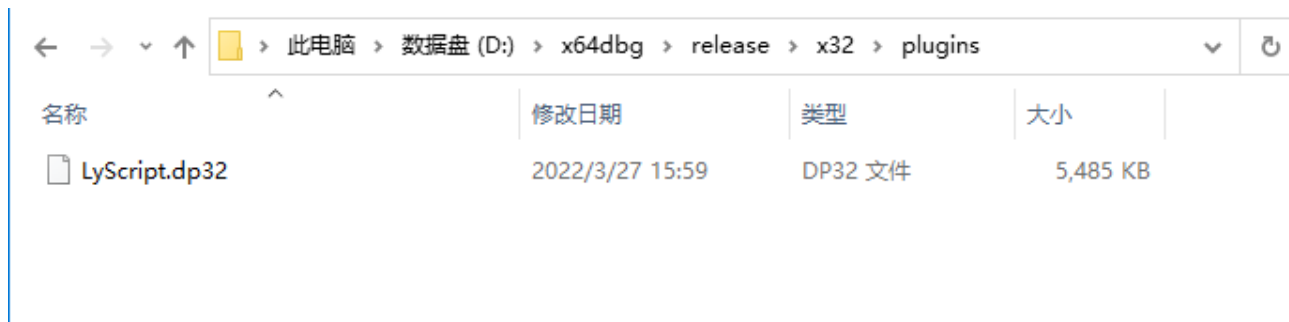 此电脑 > 数据盘 (D:) > x64dbg > release > x32 > plugins
名称 修改日期 类型 大小
LyScript.dp32 2022/3/27 15:59 DP32 文件 5,485 KB